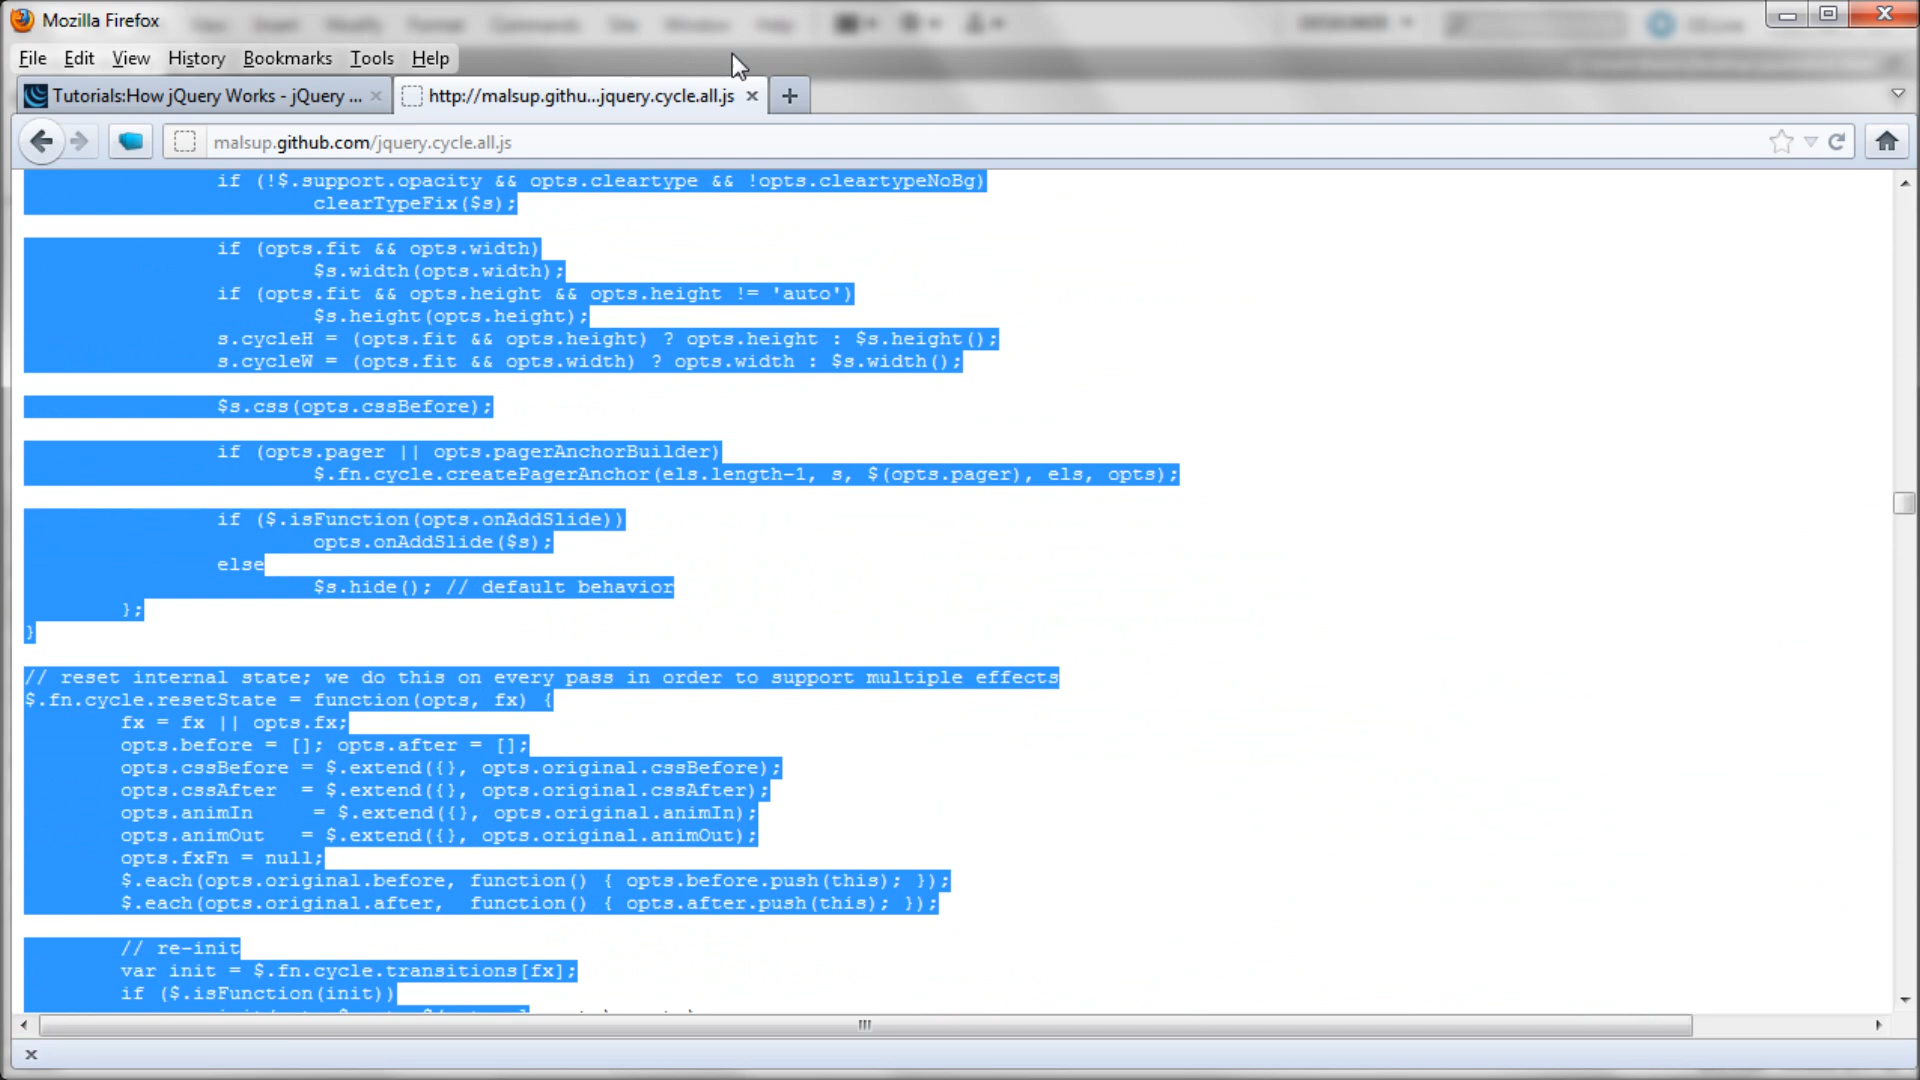 Mozilla Firefox
View Insert Modify Format Commands Site Window Help
DESIGNER
File Edit View History Bookmarks Tools Help
Tutorials:How jQuery Works - jQuery ...
http://malsup.githu...jquery.cycle.all.js
malsup.github.com/jquery.cycle.all.js
if (!$.support.opacity && opts.cleartype && !opts.cleartypeNoBg)
clearTypeFix($s);
if (opts.fit && opts.width)
$s.width(opts.width);
if (opts.fit && opts.height && opts.height != 'auto')
$s.height(opts.height);
s.cycleH = (opts.fit && opts.height) ? opts.height : $s.height();
s.cycleW = (opts.fit && opts.width) ? opts.width : $s.width();
$s.css(opts.cssBefore);
if (opts.pager || opts.pagerAnchorBuilder)
$.fn.cycle.createPagerAnchor(els.length-1, s, $(opts.pager), els, opts);
if ($.isFunction(opts.onAddSlide))
opts.onAddSlide($s);
else
$s.hide(); // default behavior
};
}
// reset internal state; we do this on every pass in order to support multiple effects
$.fn.cycle.resetState = function(opts, fx) {
fx = fx || opts.fx;
opts.before = []; opts.after = [];
opts.cssBefore = $.extend({}, opts.original.cssBefore);
opts.cssAfter  = $.extend({}, opts.original.cssAfter);
opts.animIn     = $.extend({}, opts.original.animIn);
opts.animOut   = $.extend({}, opts.original.animOut);
opts.fxFn = null;
$.each(opts.original.before, function() { opts.before.push(this); });
$.each(opts.original.after,  function() { opts.after.push(this); });
// re-init
var init = $.fn.cycle.transitions[fx];
if ($.isFunction(init))